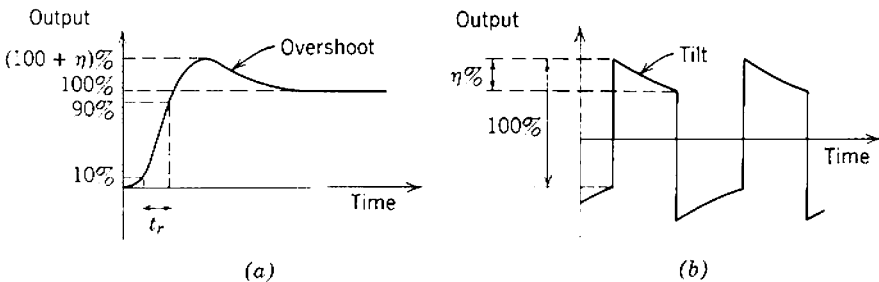 Output
(100 + η)%
Overshoot
100%
90%
10%
Time
t_r
(a)
Output
Tilt
η%
100%
Time
(b)